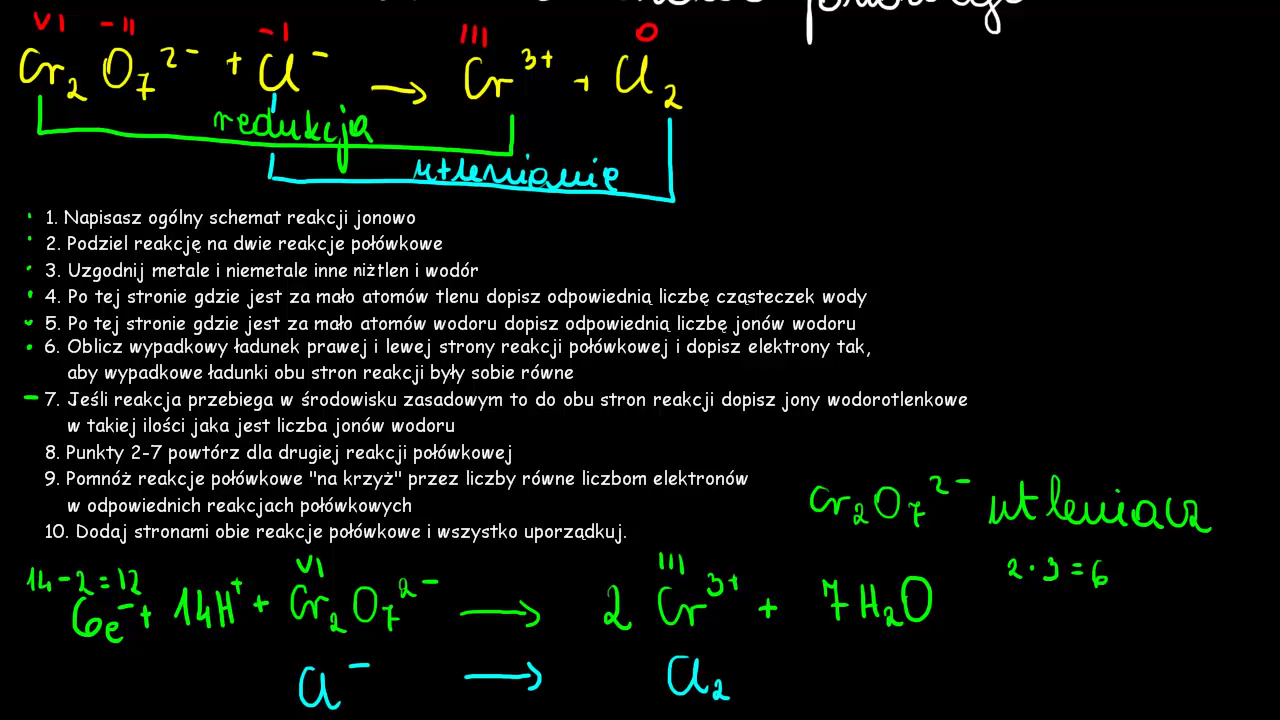 VI -II -I III 0
Cr₂O₇²⁻ + Cl⁻ → Cr³⁺ + Cl₂
redukcja
utlenianie
1. Napisasz ogólny schemat reakcji jonowo
2. Podziel reakcję na dwie reakcje połówkowe
3. Uzgodnij metale i niemetale inne niż tlen i wodór
4. Po tej stronie gdzie jest za mało atomów tlenu dopisz odpowiednią liczbę cząsteczek wody
5. Po tej stronie gdzie jest za mało atomów wodoru dopisz odpowiednią liczbę jonów wodoru
6. Oblicz wypadkowy ładunek prawej i lewej strony reakcji połówkowej i dopisz elektrony tak,
aby wypadkowe ładunki obu stron reakcji były sobie równe
7. Jeśli reakcja przebiega w środowisku zasadowym to do obu stron reakcji dopisz jony wodorotlenkowe
w takiej ilości jaka jest liczba jonów wodoru
8. Punkty 2-7 powtórz dla drugiej reakcji połówkowej
9. Pomnóż reakcje połówkowe "na krzyż" przez liczby równe liczbom elektronów
w odpowiednich reakcjach połówkowych
10. Dodaj stronami obie reakcje połówkowe i wszystko uporządkuj.
Cr₂O₇²⁻ utleniacz
2·3=6
14-2=12 VI III
6e⁻ + 14H⁺ + Cr₂O₇²⁻ → 2Cr³⁺ + 7H₂O
Cl⁻ → Cl₂